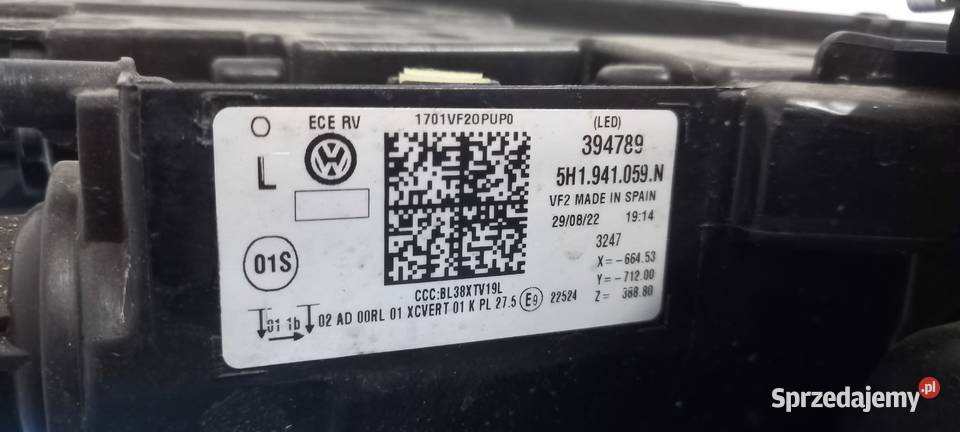 ECE RV
1701VF20PUP0
(LED)
394789
L
5H1.941.059.N
VF2 MADE IN SPAIN
29/08/22 19:14
3247
X= -664.53
Y= -712.00
Z= 388.80
01S
CCC:BL38XTV19L
01 1b 02 AD 00RL 01 XCVERT 01 K PL 27.5 E9 22524
Sprzedajemy.pl